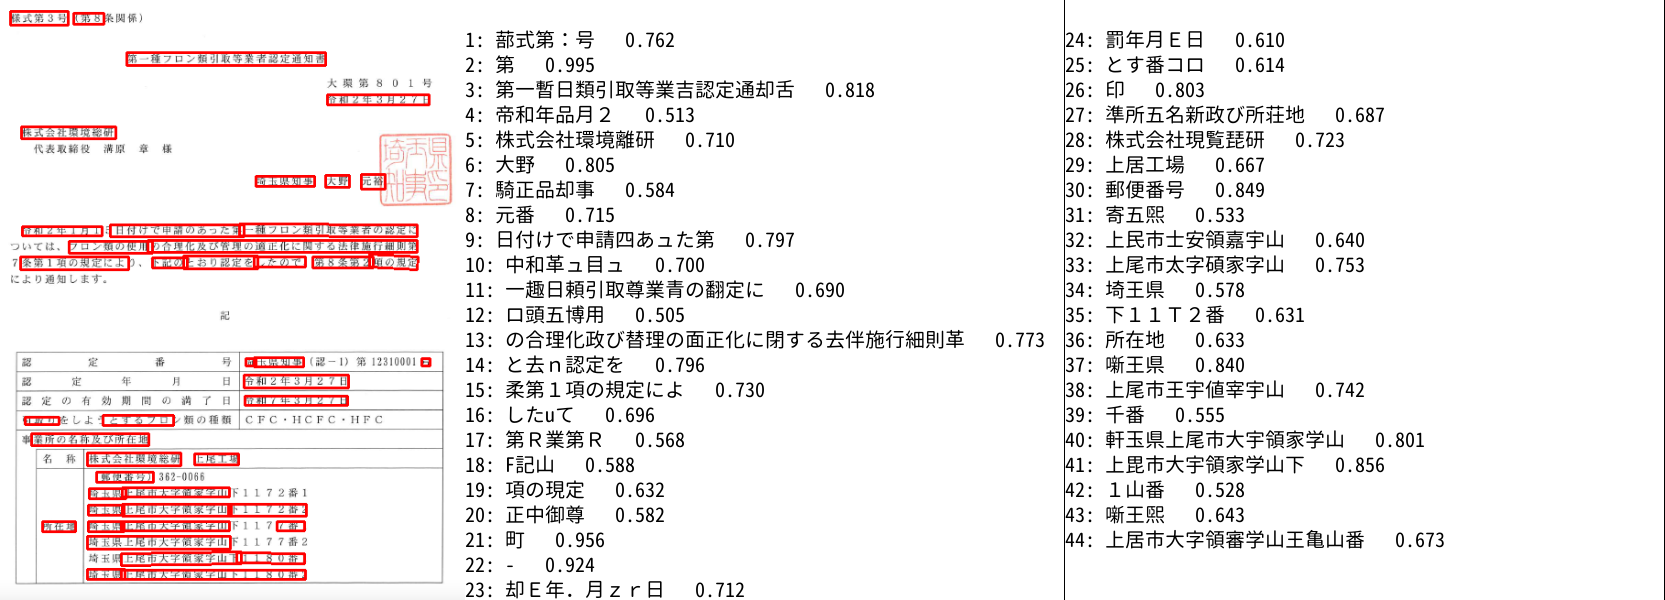 様式第3号（第8条関係）
第一種フロン類引取等業者認定通知書
大環第８０１号
令和２年３月２７日
株式会社環境総研
代表取締役 溝原 章 様
埼玉県知事 大野 元裕
令和２年１月１ 日付けで申請のあった第一種フロン類引取等業者の認定に
ついては、フロン類の使用の合理化及び管理の適正化に関する法律施行細則第
7条第１項の規定により、下記のとおり認定をしたので、第８条第２項の規定
により通知します。
記
認定番号 埼玉県知事（認－1）第 12310001 号
認定年月日 令和２年３月２７日
認定の有効期間の満了日 令和７年３月２７日
引取りをしようとするフロン類の種類 ＣＦＣ・ＨＣＦＣ・ＨＦＣ
事業所の名称及び所在地
名称 株式会社環境総研 上尾工場
所在地
（郵便番号）362-0066
埼玉県上尾市大字領家字山下１１７２番１
埼玉県上尾市大字領家字山下１１７２番２
埼玉県上尾市大字領家字山下１１７７番
埼玉県上尾市大字領家字山下１１７７番２
埼玉県上尾市大字領家字山下１１８０番
埼玉県上尾市大字領家字山下１１８０番
1: 蔀式第：号 0.762
2: 第 0.995
3: 第一暫日類引取等業吉認定通却舌 0.818
4: 帝和年品月２ 0.513
5: 株式会社環境離研 0.710
6: 大野 0.805
7: 騎正品却事 0.584
8: 元番 0.715
9: 日付けで申請四あュた第 0.797
10: 中和革ュ目ュ 0.700
11: 一趣日頼引取尊業青の翻定に 0.690
12: ロ頭五博用 0.505
13: の合理化政び替理の面正化に閉する去伴施行細則革 0.773
14: と去ｎ認定を 0.796
15: 柔第１項の規定によ 0.730
16: したuて 0.696
17: 第Ｒ業第Ｒ 0.568
18: F記山 0.588
19: 項の現定 0.632
20: 正中御尊 0.582
21: 町 0.956
22: - 0.924
23: 却Ｅ年．月ｚｒ日 0.712
24: 罰年月Ｅ日 0.610
25: とす番コロ 0.614
26: 印 0.803
27: 準所五名新政び所荘地 0.687
28: 株式会社現覧琵研 0.723
29: 上居工場 0.667
30: 郵便番号 0.849
31: 寄五煕 0.533
32: 上民市士安領嘉宇山 0.640
33: 上尾市太字碩家字山 0.753
34: 埼王県 0.578
35: 下１１Ｔ２番 0.631
36: 所在地 0.633
37: 噺王県 0.840
38: 上尾市王宇値宰宇山 0.742
39: 千番 0.555
40: 軒玉県上尾市大宇領家学山 0.801
41: 上毘市大宇領家学山下 0.856
42: １山番 0.528
43: 噺王煕 0.643
44: 上居市大字領審学山王亀山番 0.673